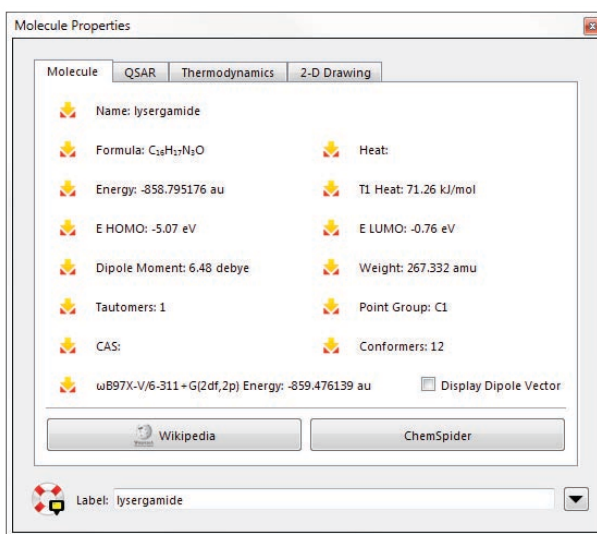 Molecule Properties
Molecule QSAR Thermodynamics 2-D Drawing
Name: lysergamide
Formula: C₁₆H₁₇N₃O Heat:
Energy: -858.795176 au T1 Heat: 71.26 kJ/mol
E HOMO: -5.07 eV E LUMO: -0.76 eV
Dipole Moment: 6.48 debye Weight: 267.332 amu
Tautomers: 1 Point Group: C1
CAS: Conformers: 12
ωB97X-V/6-311+G(2df,2p) Energy: -859.476139 au Display Dipole Vector
Wikipedia ChemSpider
Label: lysergamide